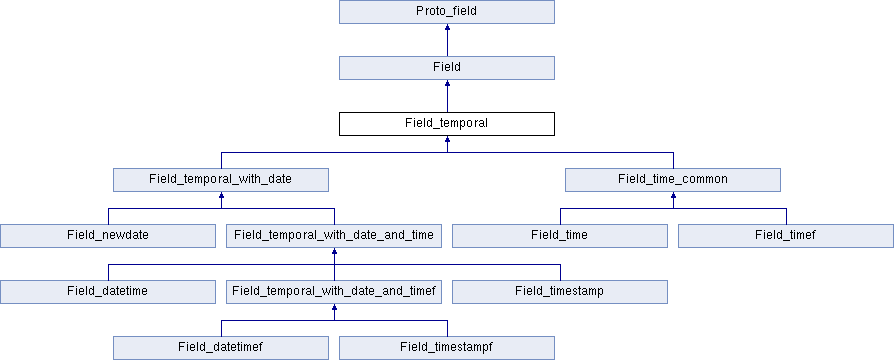 Proto_field
Field
Field_temporal
Field_temporal_with_date
Field_time_common
Field_newdate
Field_temporal_with_date_and_time
Field_time
Field_timef
Field_datetime
Field_temporal_with_date_and_timef
Field_timestamp
Field_datetimef
Field_timestampf